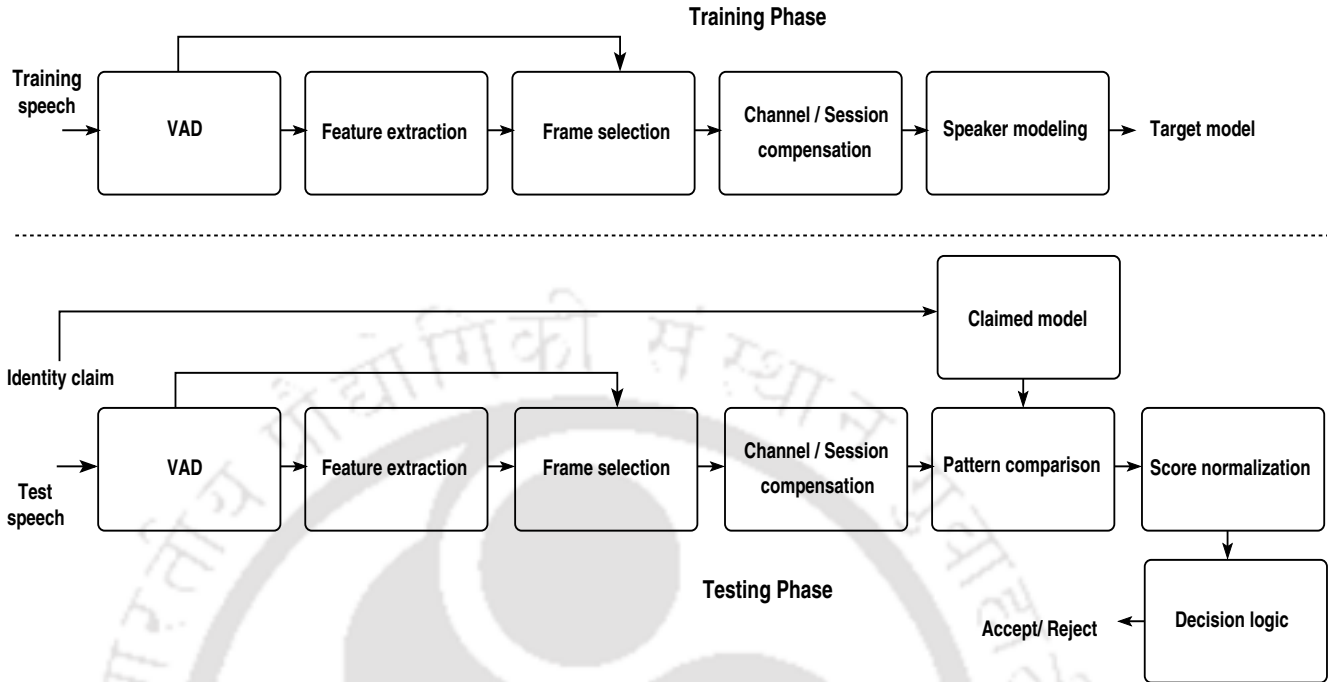 Training Phase
Training
speech
VAD
Feature extraction
Frame selection
Channel / Session
compensation
Speaker modeling
Target model
Claimed model
Identity claim
Test
speech
VAD
Feature extraction
Frame selection
Channel / Session
compensation
Pattern comparison
Score normalization
Testing Phase
Accept/ Reject
Decision logic